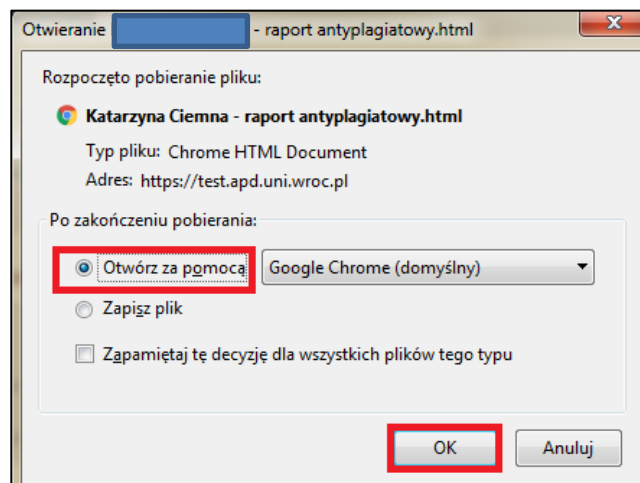 Otwieranie - raport antyplagiatowy.html
Rozpoczęto pobieranie pliku:
Katarzyna Ciemna - raport antyplagiatowy.html
Typ pliku: Chrome HTML Document
Adres: https://test.apd.uni.wroc.pl
Po zakończeniu pobierania:
Otwórz za pomocą Google Chrome (domyślny)
Zapisz plik
Zapamiętaj tę decyzję dla wszystkich plików tego typu
OK Anuluj